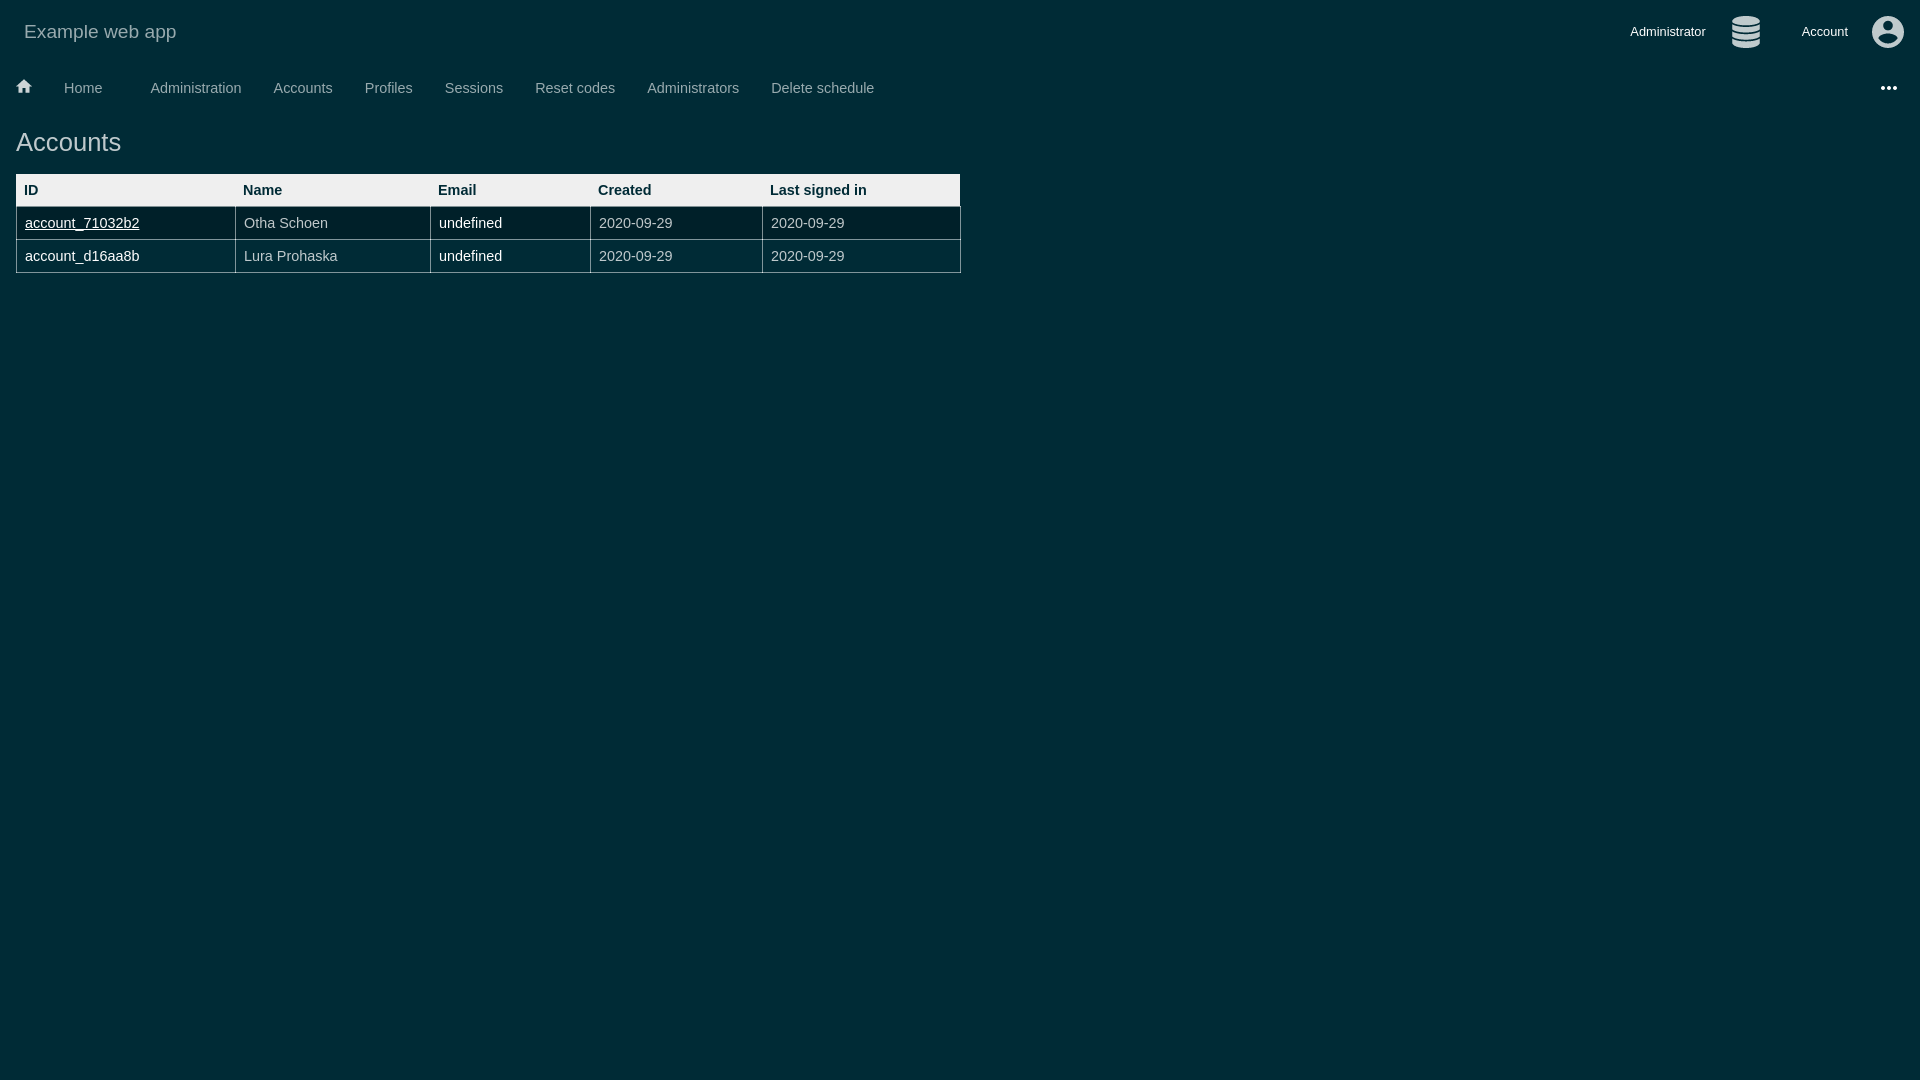 Example web app
Administrator
Account
Home
Administration
Accounts
Profiles
Sessions
Reset codes
Administrators
Delete schedule
Accounts
ID Name Email Created Last signed in
account_71032b2 Otha Schoen undefined 2020-09-29 2020-09-29
account_d16aa8b Lura Prohaska undefined 2020-09-29 2020-09-29